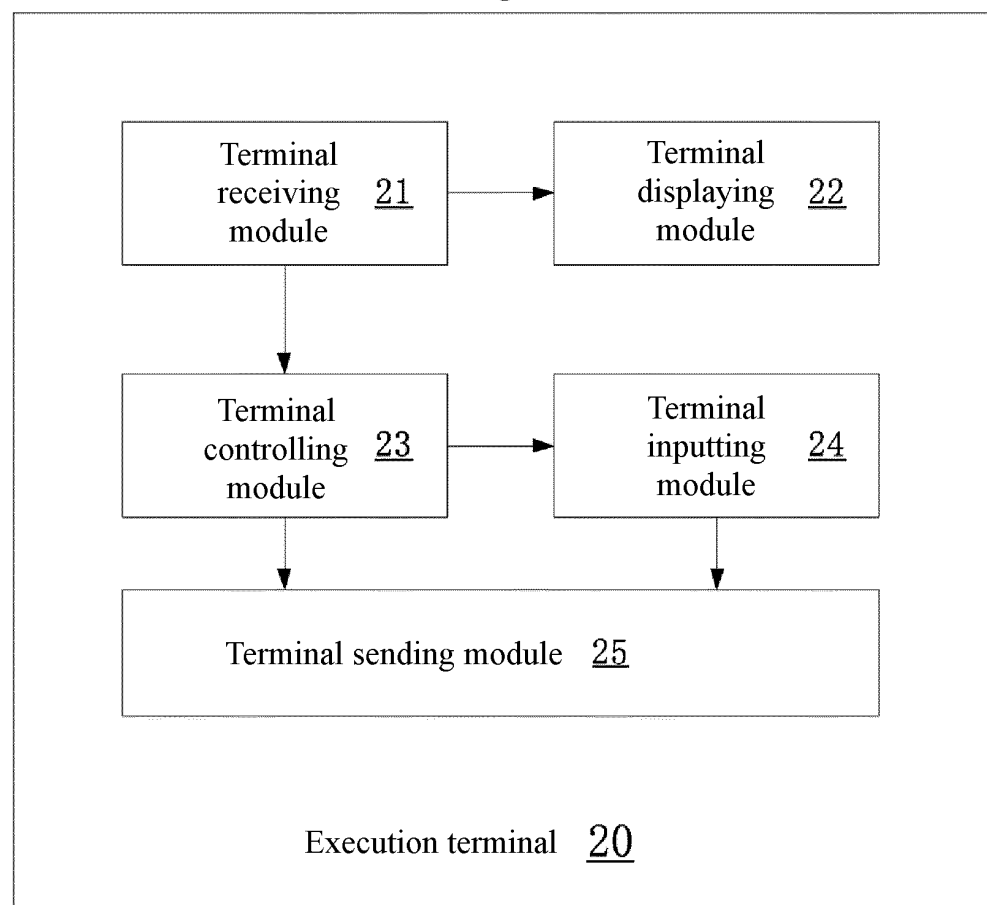 Terminal
receiving 21
module
Terminal
displaying 22
module
Terminal
controlling 23
module
Terminal
inputting 24
module
Terminal sending module 25
Execution terminal 20